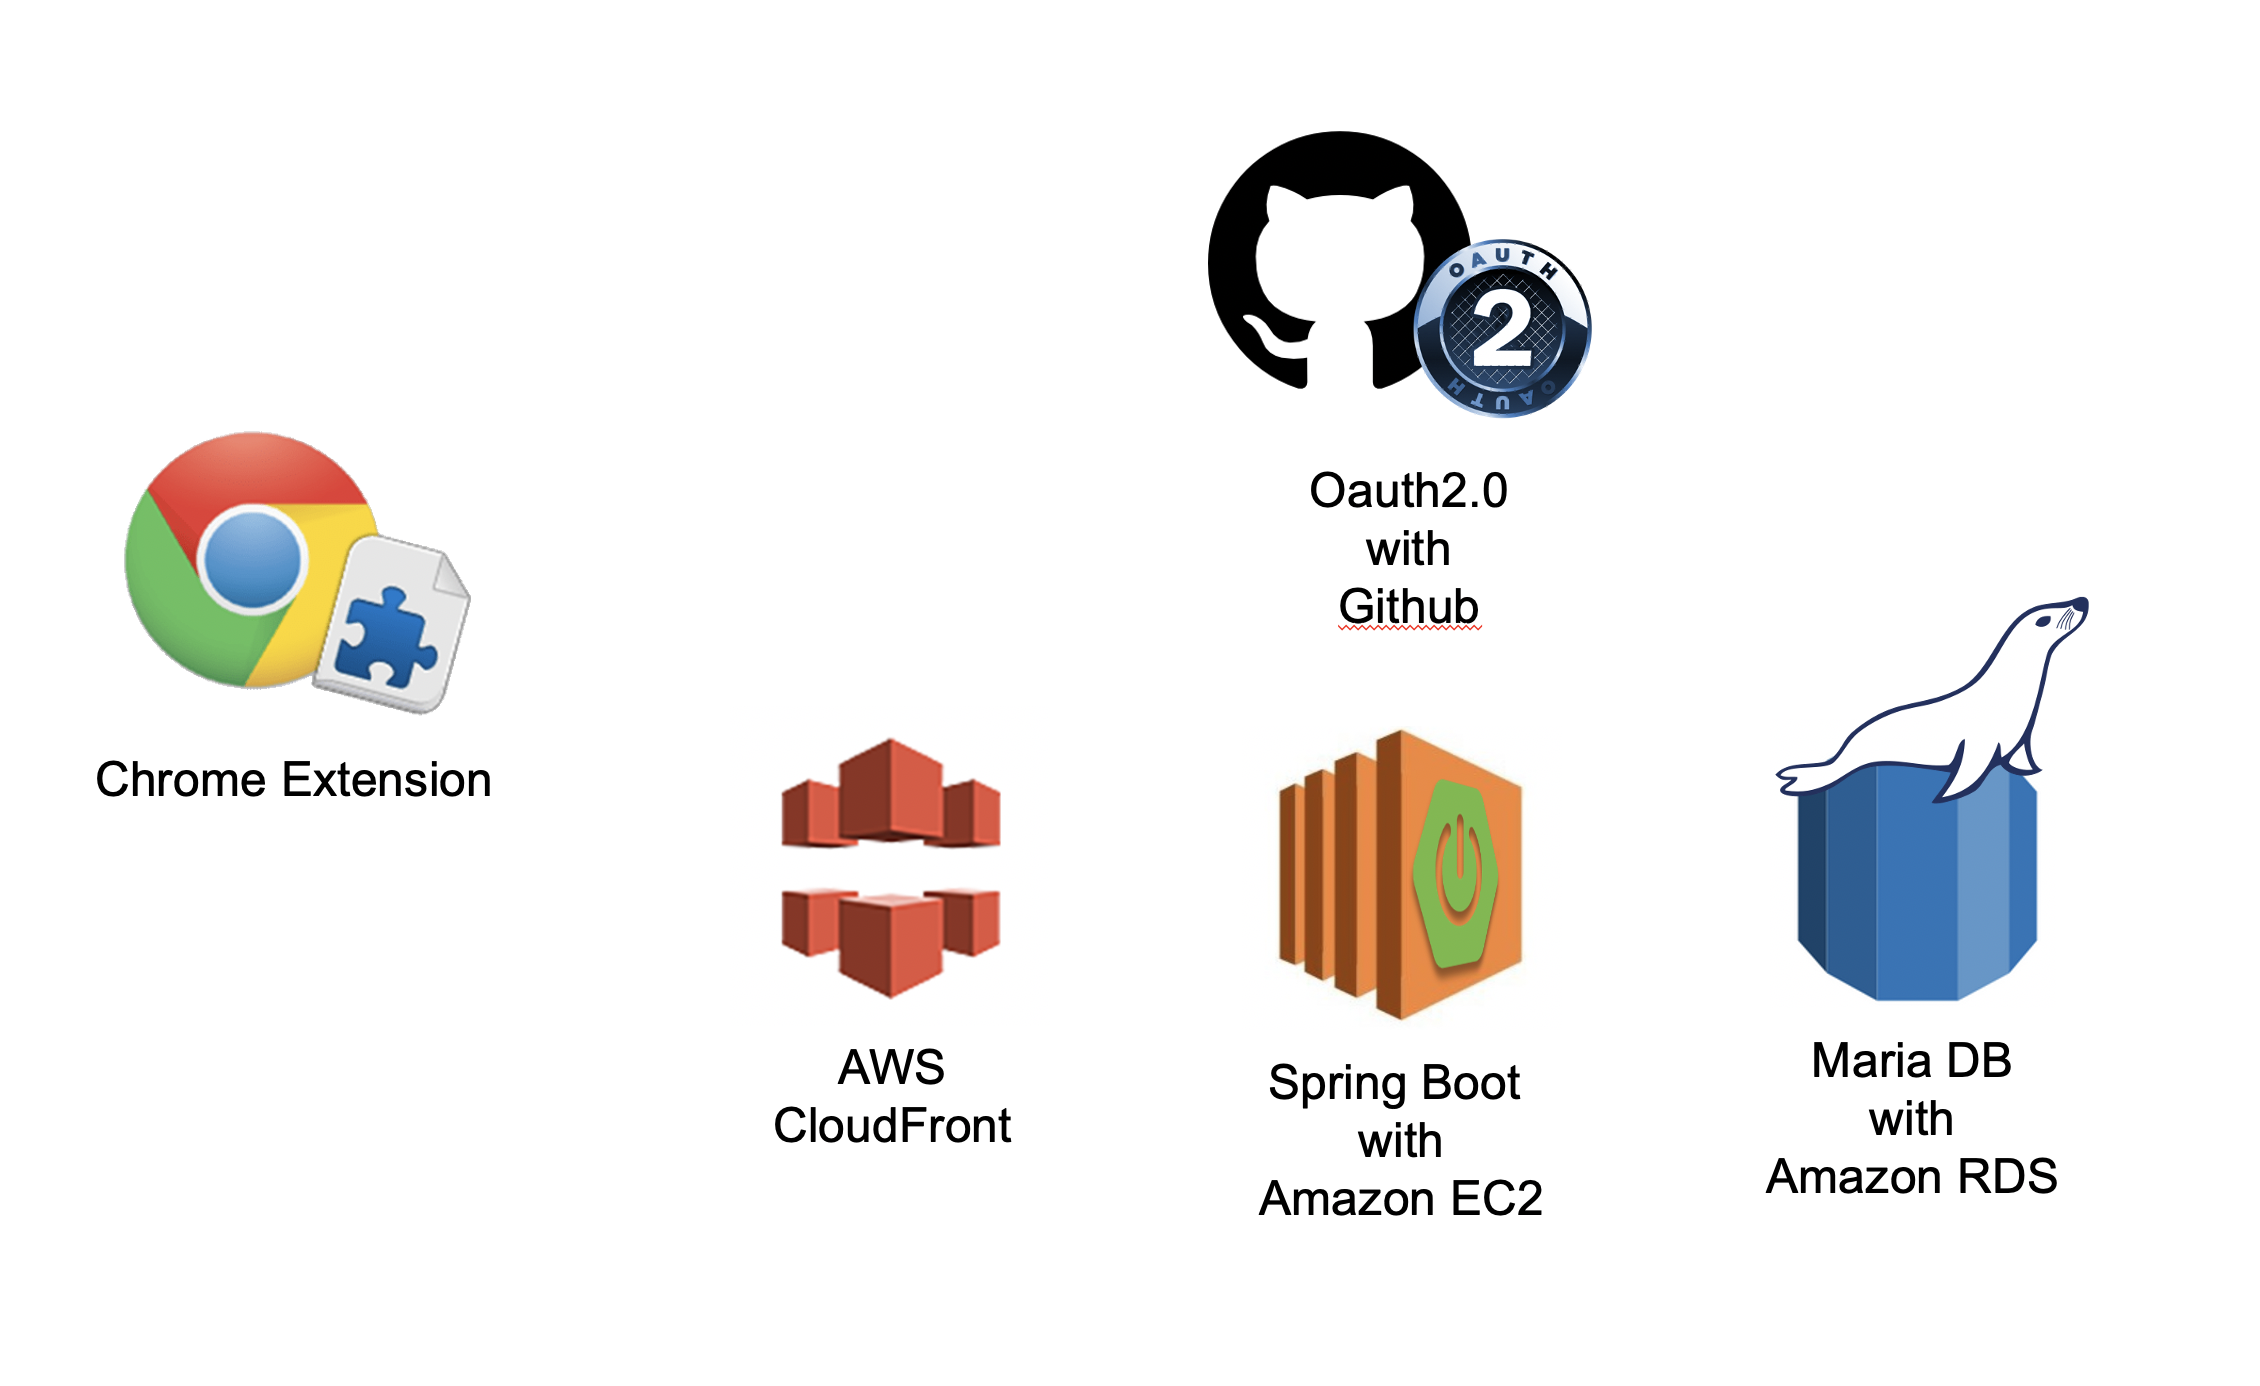 OAUTH
2
OAUTH
Oauth2.0
with
Github
Chrome Extension
AWS
CloudFront
Spring Boot
with
Amazon EC2
Maria DB
with
Amazon RDS